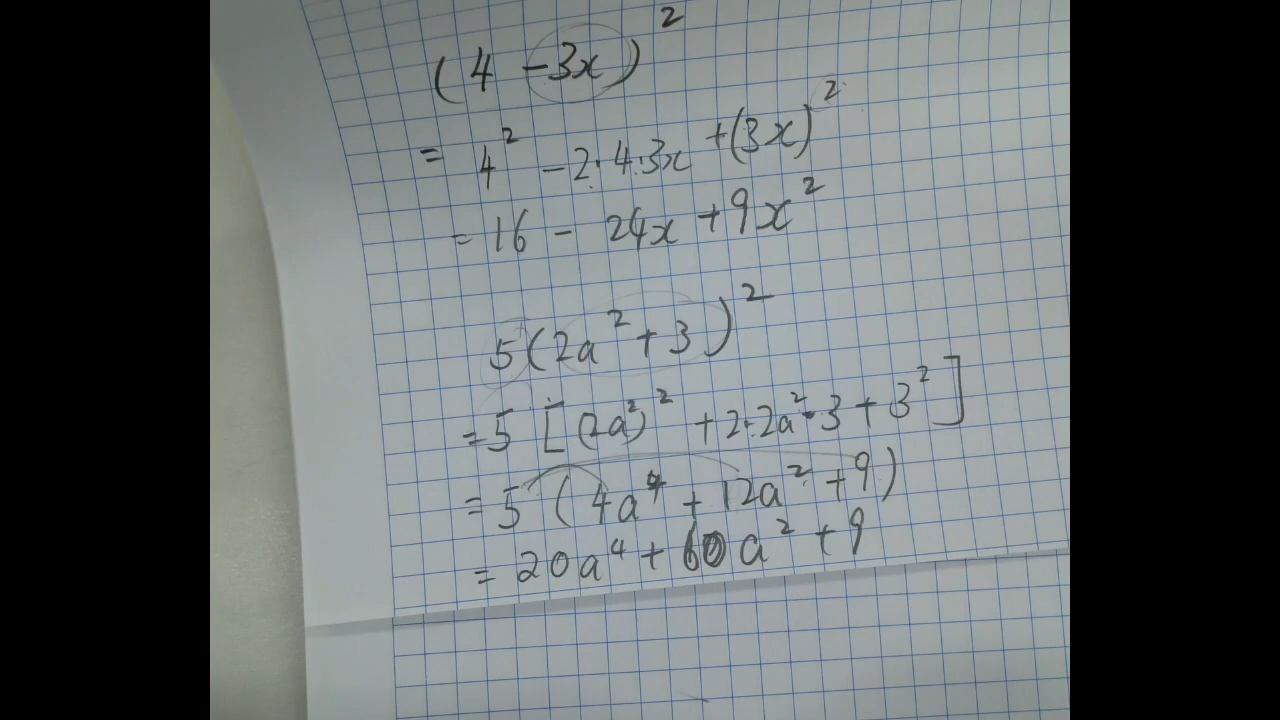 (4 -3x)²
= 4² - 2·4·3x + (3x)²
= 16 - 24x + 9x²
5(2a² + 3)²
= 5 [(2a²)² + 2·2a²·3 + 3²]
= 5 (4a⁴ + 12a² + 9)
= 20a⁴ + 60a² + 9